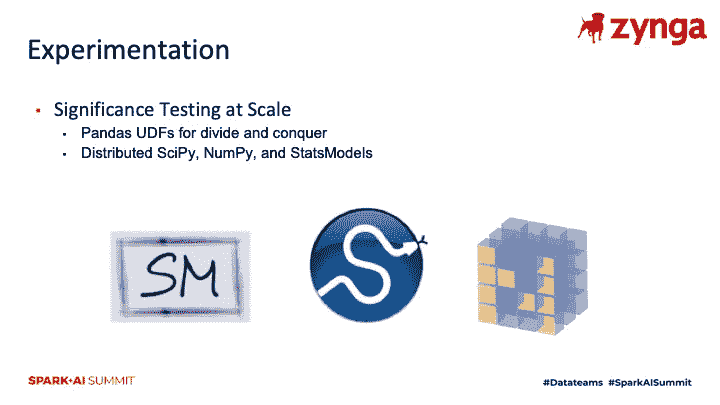 Experimentation
zynga
• Significance Testing at Scale
• Pandas UDFs for divide and conquer
• Distributed SciPy, NumPy, and StatsModels
SM
SPARK+AI SUMMIT
#Datateams #SparkAISummit